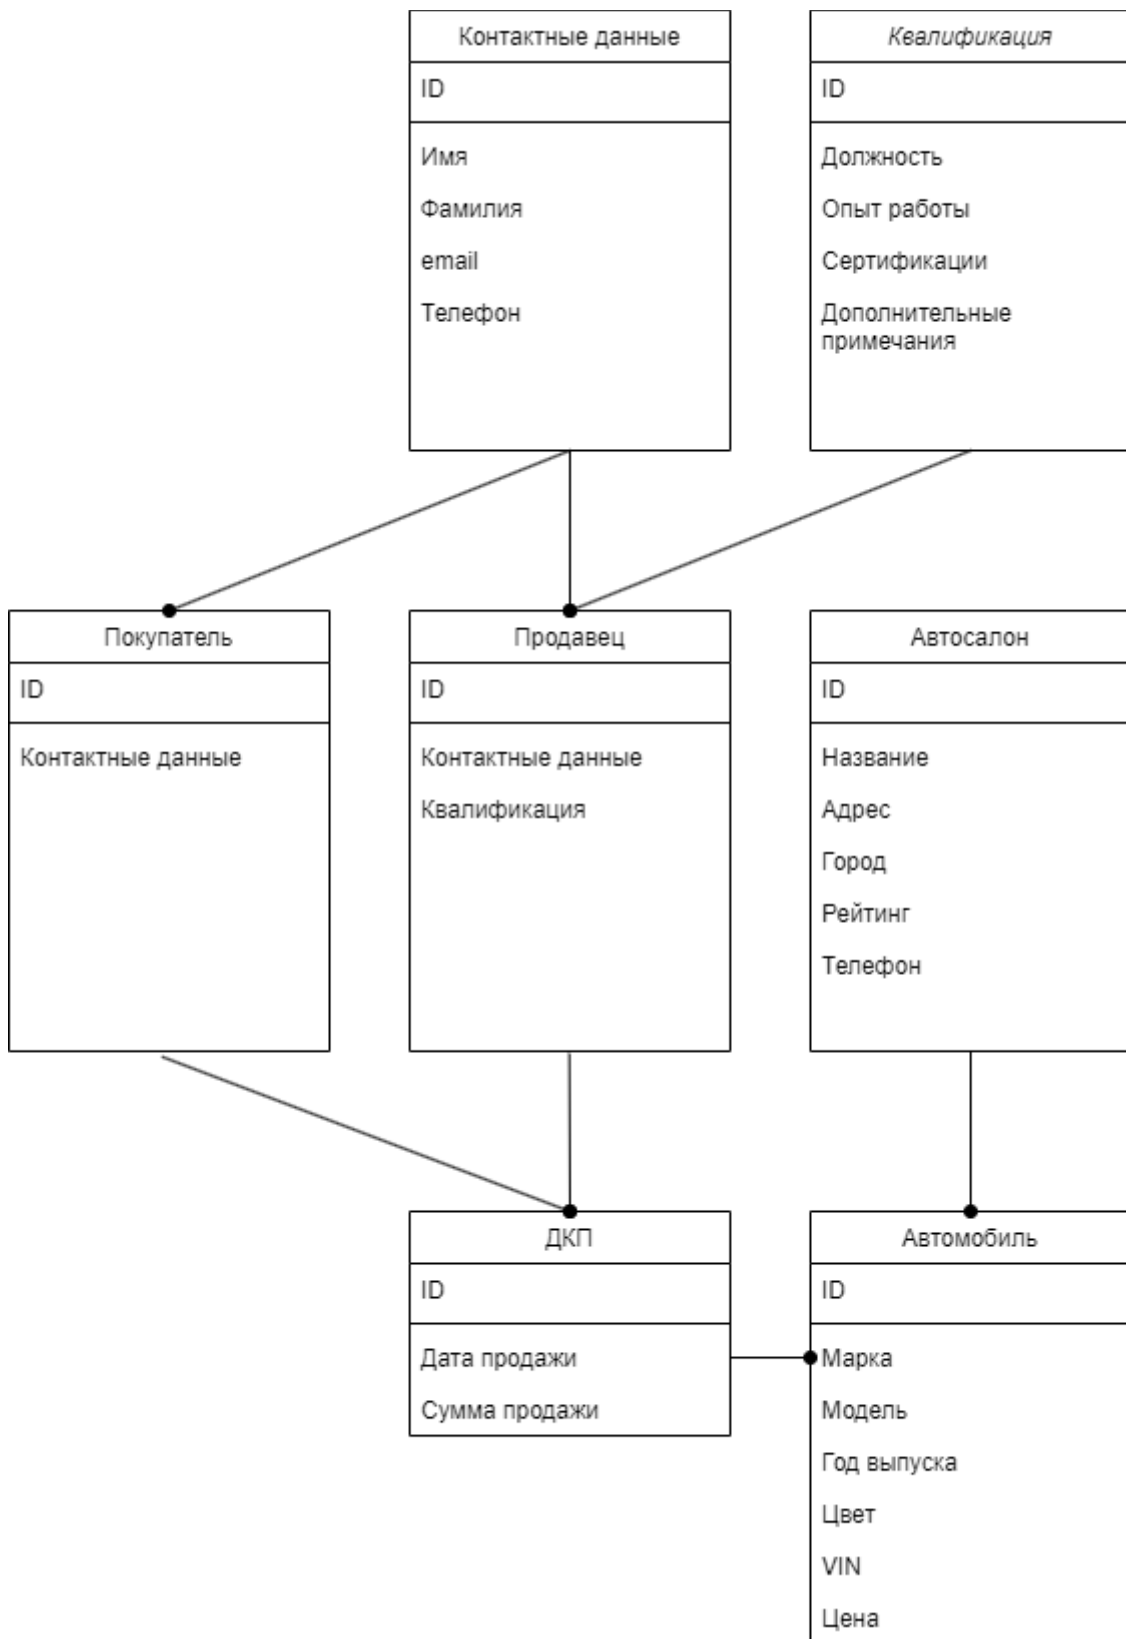 Контактные данные
ID
Имя
Фамилия
email
Телефон
Квалификация
ID
Должность
Опыт работы
Сертификации
Дополнительные
примечания
Покупатель
ID
Контактные данные
Продавец
ID
Контактные данные
Квалификация
Автосалон
ID
Название
Адрес
Город
Рейтинг
Телефон
ДКП
ID
Дата продажи
Сумма продажи
Автомобиль
ID
Марка
Модель
Год выпуска
Цвет
VIN
Цена